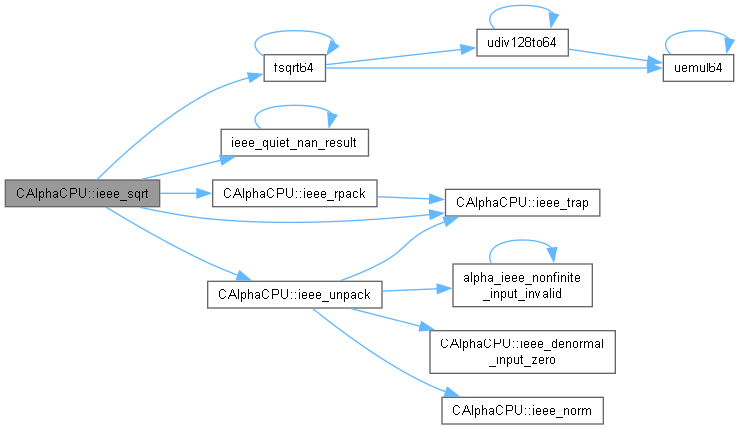 udiv128to64
fsqrt64
uemul64
ieee_quiet_nan_result
CAlphaCPU::ieee_sqrt
CAlphaCPU::ieee_rpack
CAlphaCPU::ieee_trap
CAlphaCPU::ieee_unpack
alpha_ieee_nonfinite
_input_invalid
CAlphaCPU::ieee_denormal
_input_zero
CAlphaCPU::ieee_norm